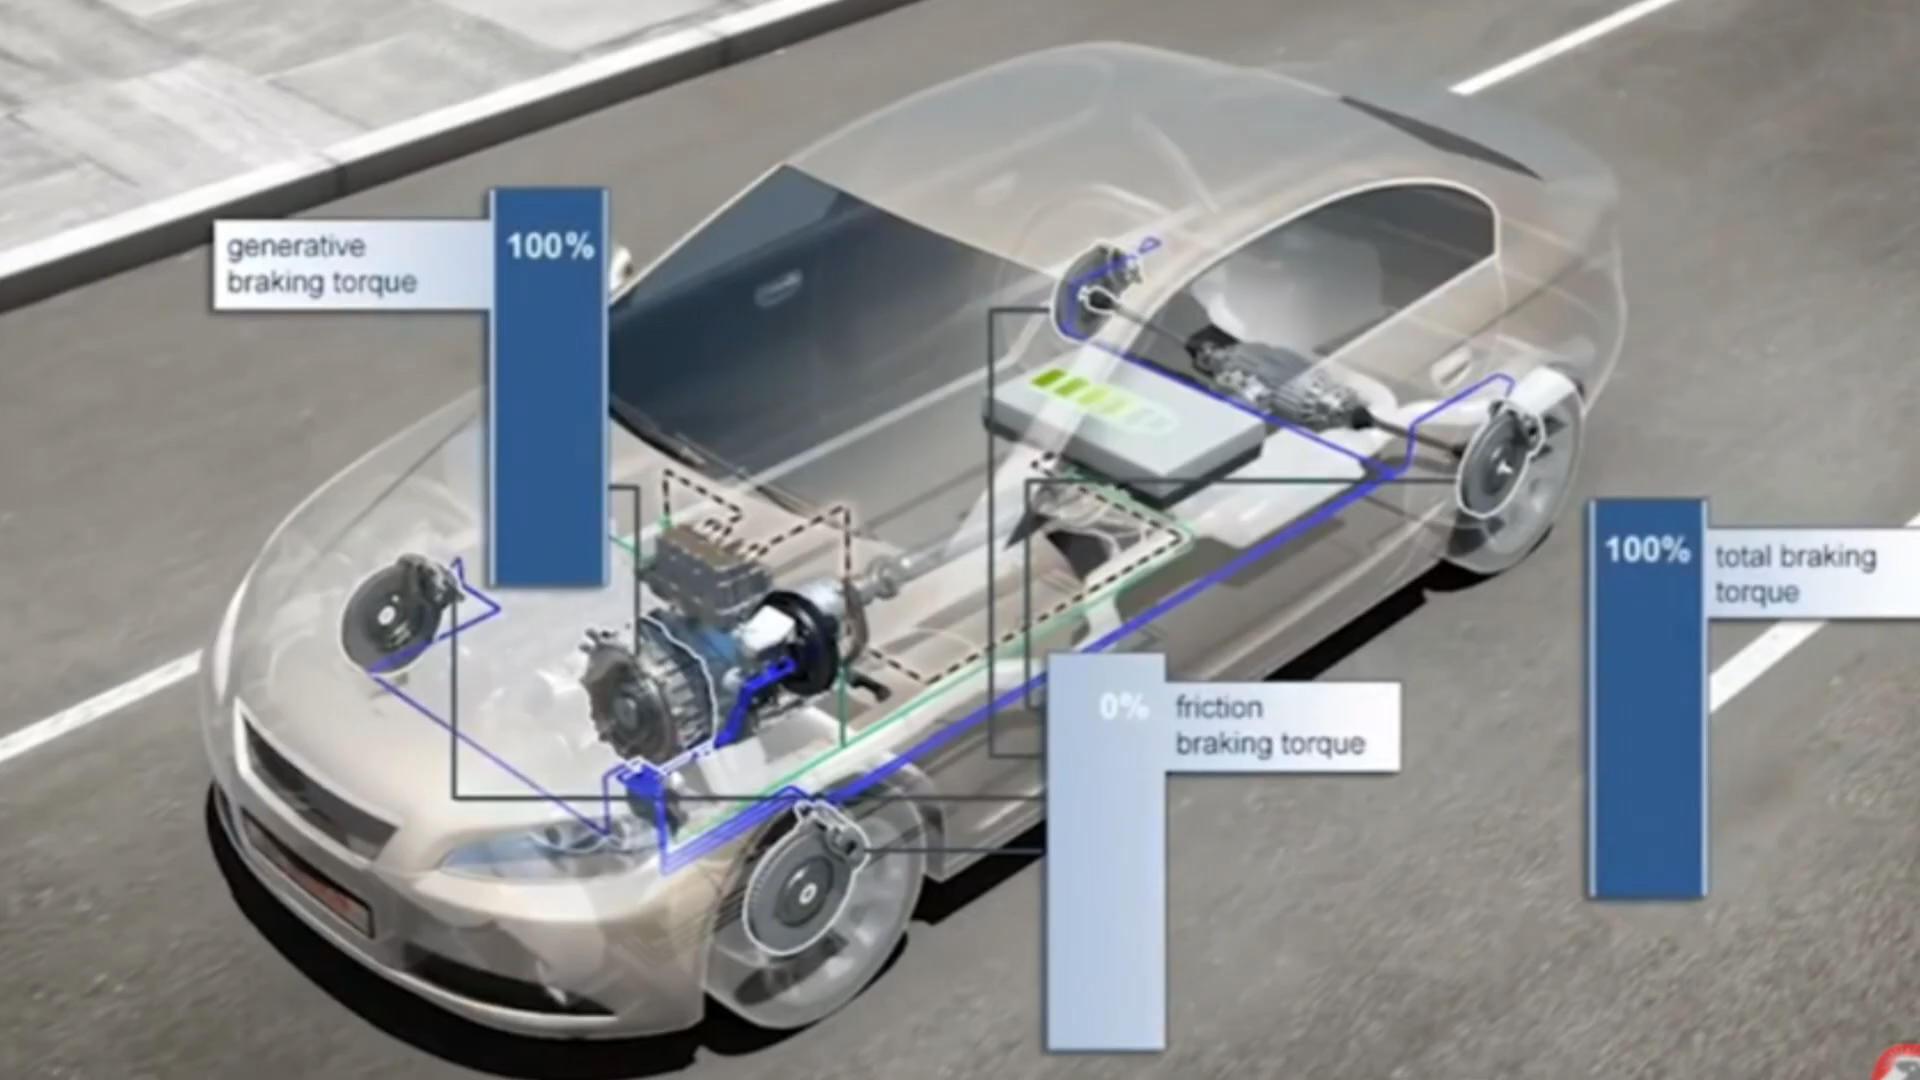 generative
braking torque
100%
100%
total braking
torque
0%
friction
braking torque